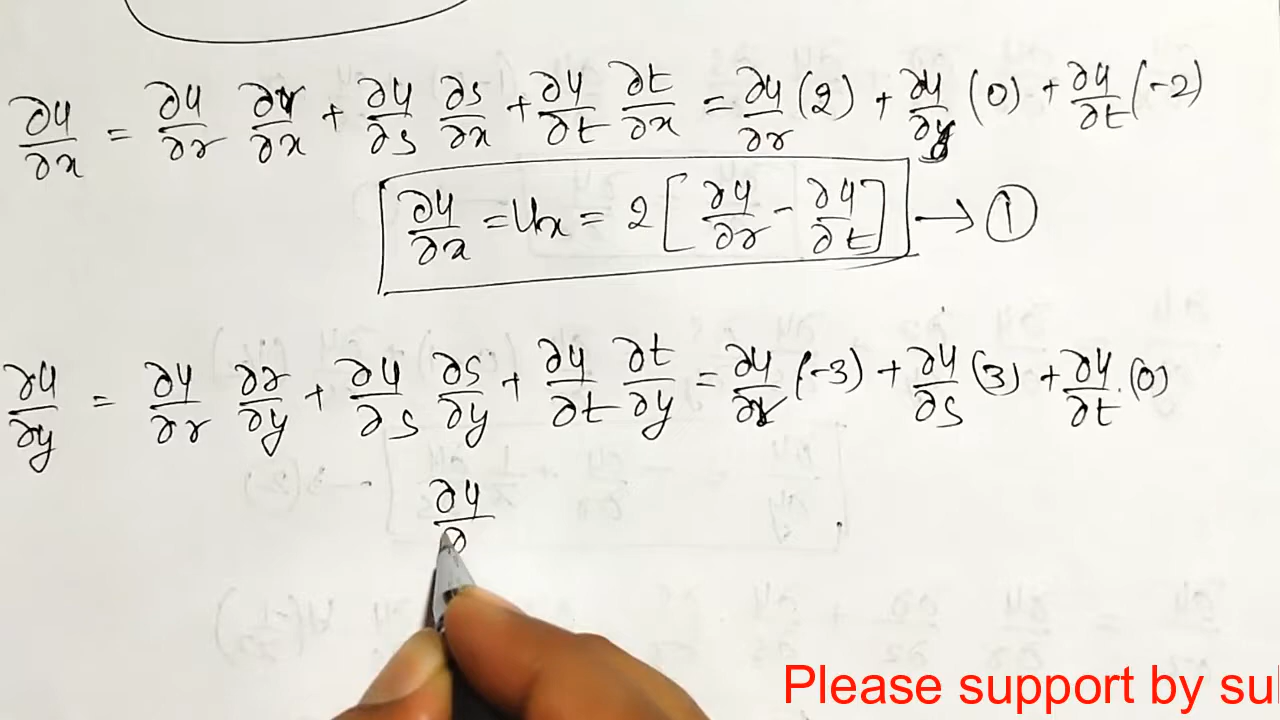 ∂u/∂x = ∂u/∂r ∂r/∂x + ∂u/∂s ∂s/∂x + ∂u/∂t ∂t/∂x = ∂u/∂r (2) + ∂u/∂s (0) + ∂u/∂t (-2)
∂u/∂x = Ux = 2 [ ∂u/∂r - ∂u/∂t ] → ①
∂u/∂y = ∂u/∂r ∂r/∂y + ∂u/∂s ∂s/∂y + ∂u/∂t ∂t/∂y = ∂u/∂r (-3) + ∂u/∂s (3) + ∂u/∂t . (0)
∂u/∂
Please support by su